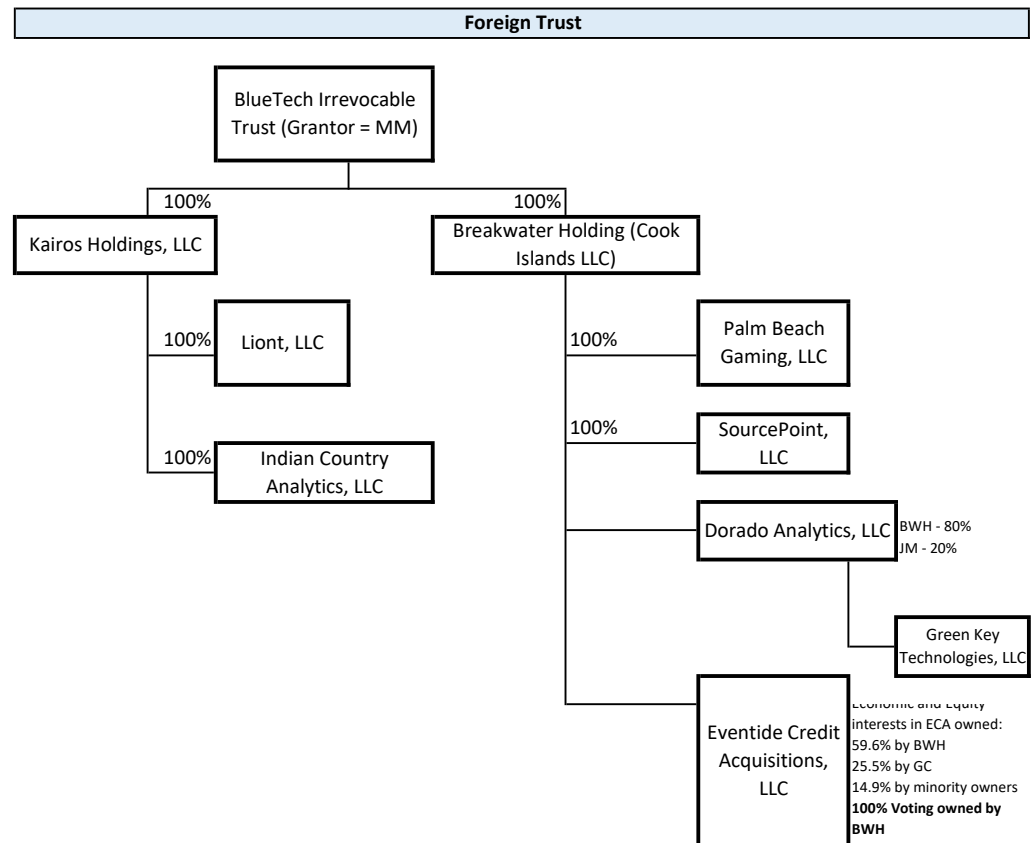 Foreign Trust
BlueTech Irrevocable
Trust (Grantor = MM)
100%
100%
Kairos Holdings, LLC
Breakwater Holding (Cook
Islands LLC)
100%
Liont, LLC
100%
Palm Beach
Gaming, LLC
100%
SourcePoint,
LLC
100%
Indian Country
Analytics, LLC
Dorado Analytics, LLC
BWH - 80%
JM - 20%
Green Key
Technologies, LLC
Eventide Credit
Acquisitions,
LLC
Economic and Equity
interests in ECA owned:
59.6% by BWH
25.5% by GC
14.9% by minority owners
100% Voting owned by
BWH